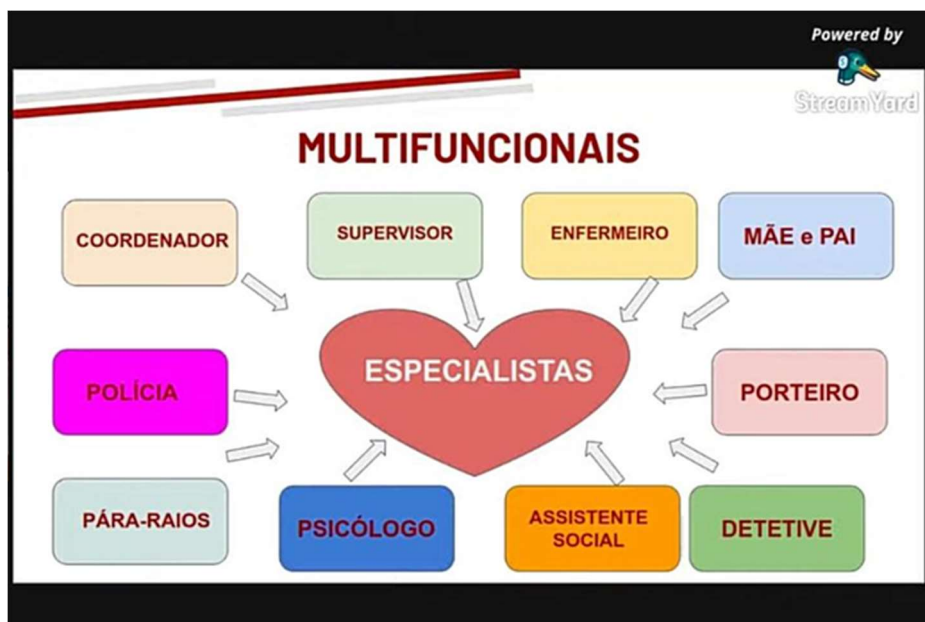 Powered by
StreamYard
MULTIFUNCIONAIS
COORDENADOR
SUPERVISOR
ENFERMEIRO
MÃE e PAI
ESPECIALISTAS
POLÍCIA
PORTEIRO
PÁRA-RAIOS
PSICÓLOGO
ASSISTENTE
SOCIAL
DETETIVE